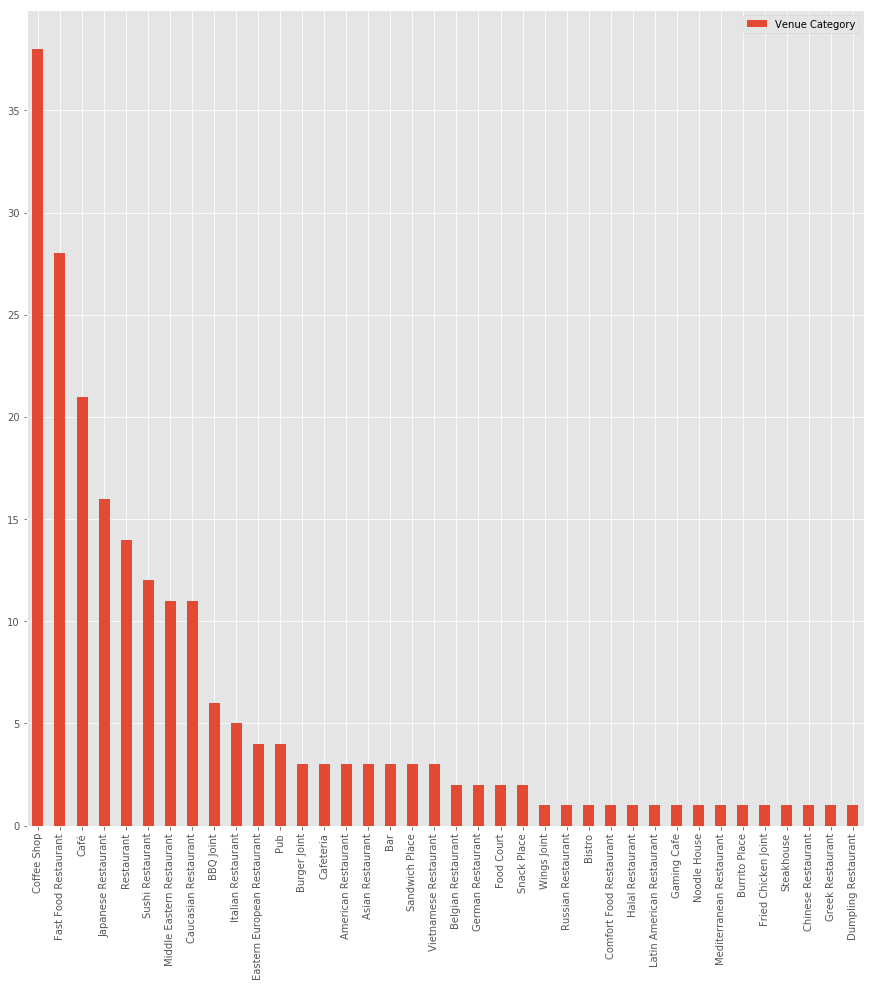 Venue Category
35
30
25
20
15
10
5
0
Coffee Shop
Fast Food Restaurant
Café
Japanese Restaurant
Restaurant
Sushi Restaurant
Middle Eastern Restaurant
Caucasian Restaurant
BBQ Joint
Italian Restaurant
Eastern European Restaurant
Pub
Burger Joint
Cafeteria
American Restaurant
Asian Restaurant
Bar
Sandwich Place
Vietnamese Restaurant
Belgian Restaurant
German Restaurant
Food Court
Snack Place
Wings Joint
Russian Restaurant
Bistro
Comfort Food Restaurant
Halal Restaurant
Latin American Restaurant
Gaming Cafe
Noodle House
Mediterranean Restaurant
Burrito Place
Fried Chicken Joint
Steakhouse
Chinese Restaurant
Greek Restaurant
Dumpling Restaurant